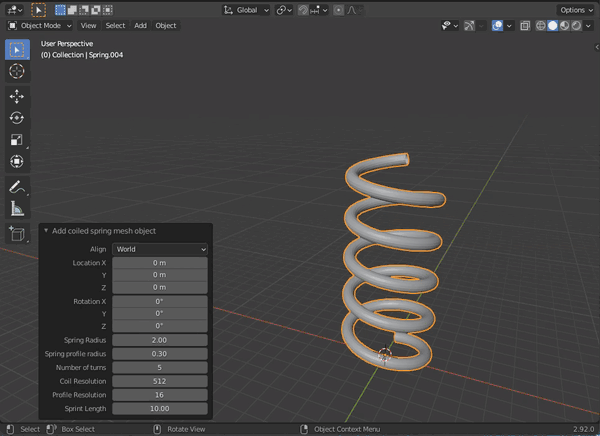 Global
Options
Object Mode
View
Select
Add
Object
User Perspective
(0) Collection | Spring.004
Add coiled spring mesh object
Align World
Location X 0 m
Y 0 m
Z 0 m
Rotation X 0°
Y 0°
Z 0°
Spring Radius 2.00
Spring profile radius 0.30
Number of turns 5
Coil Resolution 512
Profile Resolution 16
Sprint Length 10.00
Select
Box Select
Rotate View
Object Context Menu
2.92.0